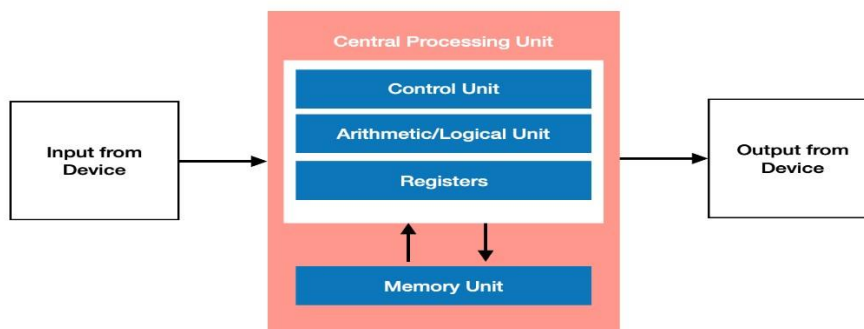 Central Processing Unit
Control Unit
Arithmetic/Logical Unit
Registers
Memory Unit
Input from
Device
Output from
Device